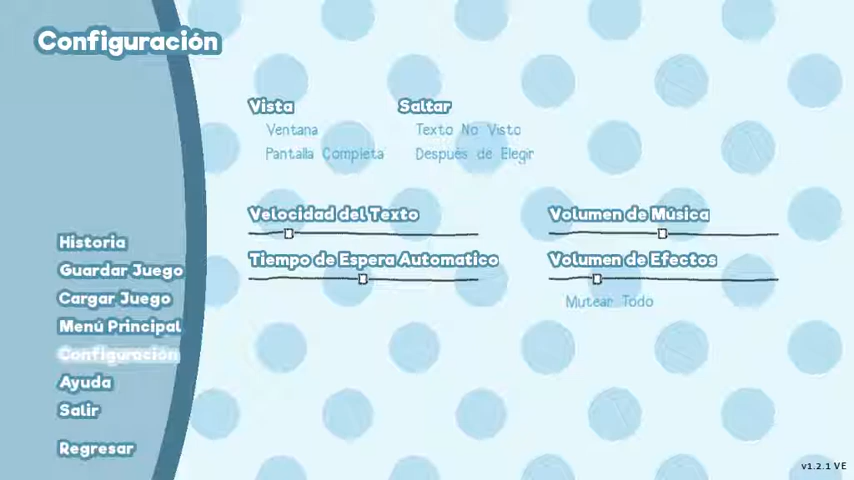 Configuración
Vista
Ventana
Pantalla Completa
Saltar
Texto No Visto
Después de Elegir
Velocidad del Texto
Tiempo de Espera Automatico
Volumen de Música
Volumen de Efectos
Mutear Todo
Historia
Guardar Juego
Cargar Juego
Menú Principal
Configuración
Ayuda
Salir
Regresar
v1.2.1 VE